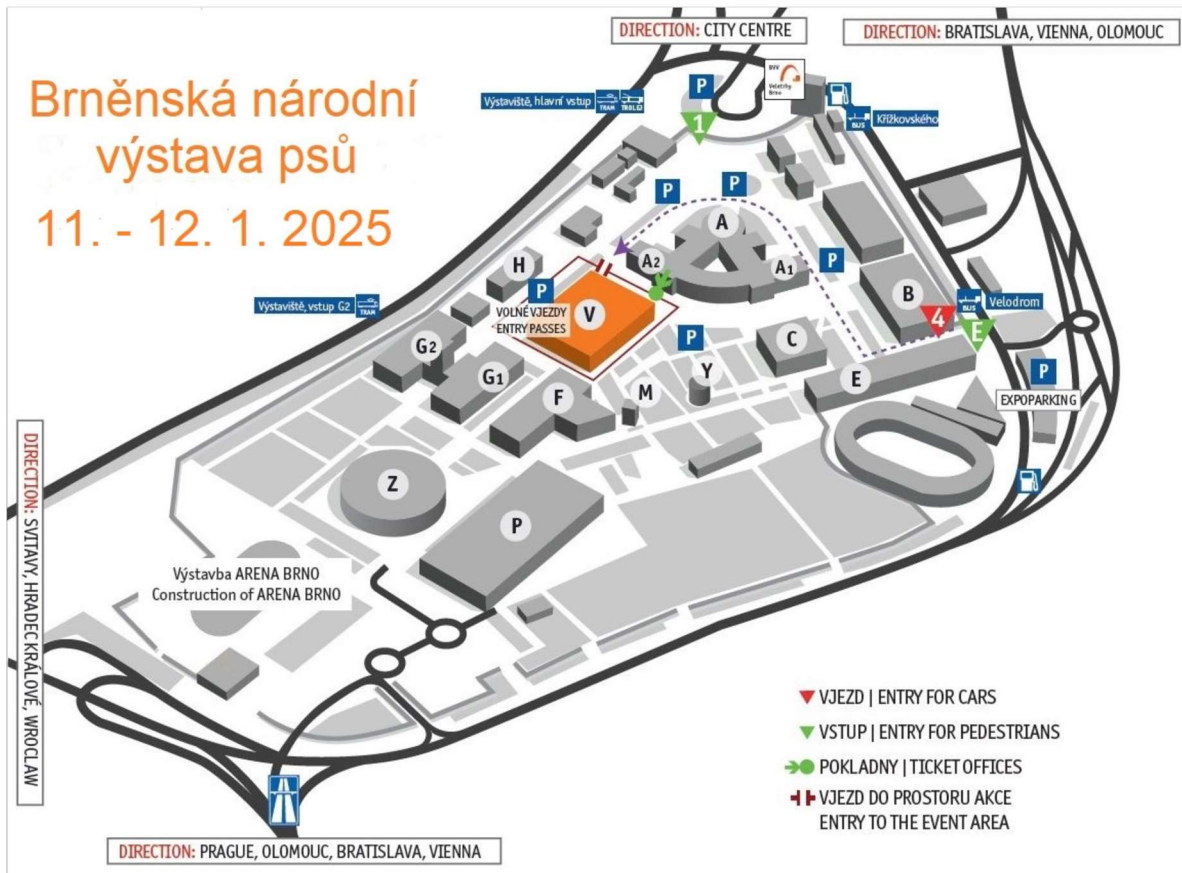 DIRECTION: CITY CENTRE
DIRECTION: BRATISLAVA, VIENNA, OLOMOUC
Brněnská národní
výstava psů
11. - 12. 1. 2025
BVV
Veletrhy
Brno
P
Výstaviště, hlavní vstup
TRAM
TROLEJ
1
BUS
Křížkovského
P
P
A
H
A2
A1
P
B
P
Výstaviště, vstup G2
TRAM
VOLNÉ VJEZDY
ENTRY PASSES
V
4
BUS
Velodrom
E
G2
P
C
G1
Y
E
P
F
M
EXPOPARKING
Z
P
DIRECTION: SVITAVY, HRADEC KRÁLOVÉ, WROCLAW
Výstavba ARENA BRNO
Construction of ARENA BRNO
VJEZD | ENTRY FOR CARS
VSTUP | ENTRY FOR PEDESTRIANS
POKLADNY | TICKET OFFICES
VJEZD DO PROSTORU AKCE
ENTRY TO THE EVENT AREA
DIRECTION: PRAGUE, OLOMOUC, BRATISLAVA, VIENNA